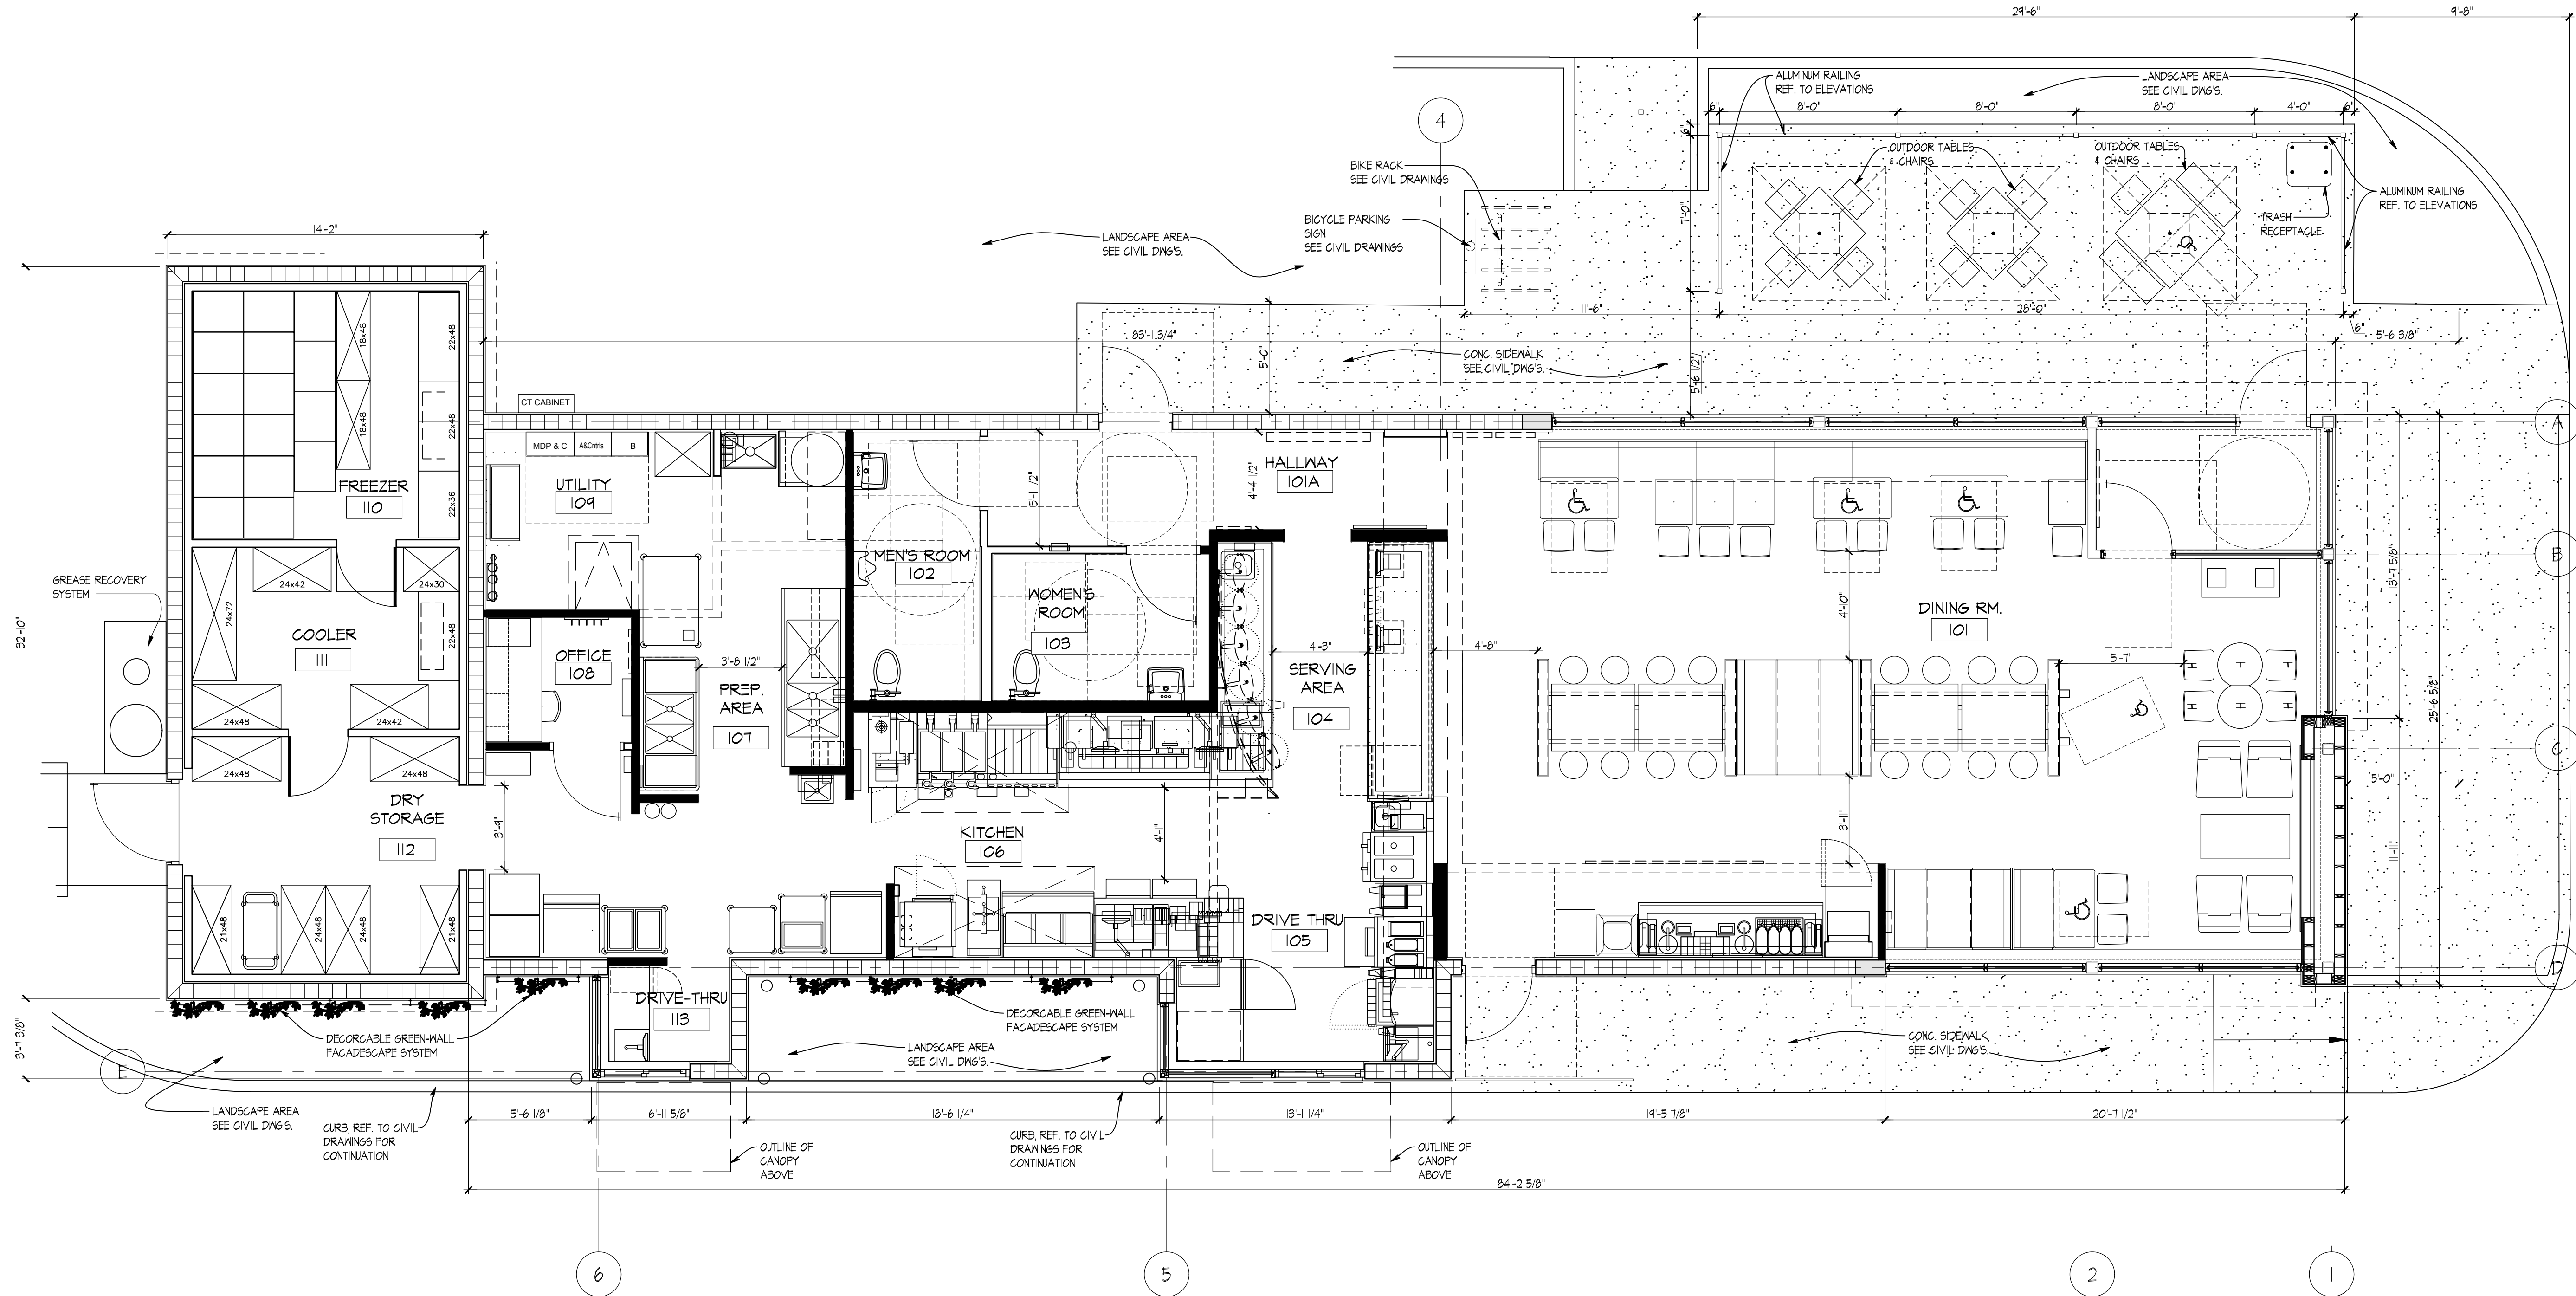 29'-6"
9'-8"
ALUMINUM RAILING
REF. TO ELEVATIONS
LANDSCAPE AREA
SEE CIVIL DWG'S.
6"
8'-0"
8'-0"
8'-0"
4'-0"
6"
4
6"
BIKE RACK
SEE CIVIL DRAWINGS
OUTDOOR TABLES
& CHAIRS
OUTDOOR TABLES
& CHAIRS
ALUMINUM RAILING
REF. TO ELEVATIONS
7'-0"
BICYCLE PARKING
SIGN
SEE CIVIL DRAWINGS
TRASH
RECEPTACLE
14'-2"
LANDSCAPE AREA
SEE CIVIL DWG'S.
11'-6"
28'-0"
6"
83'-1 3/4"
5'-6 3/8"
5'-0"
CONC. SIDEWALK
SEE CIVIL DWG'S.
5'-6 1/2"
18x48
22x48
18x48
22x48
22x36
CT CABINET
A
MDP & C
A&Cntrls
B
FREEZER
110
UTILITY
109
5'-1 1/2"
4'-4 1/2"
HALLWAY
101A
MEN'S ROOM
102
B
13'-7 5/8"
GREASE RECOVERY
SYSTEM
24x42
24x30
24x72
22x48
WOMEN'S
ROOM
103
4'-10"
DINING RM.
101
32'-10"
COOLER
111
OFFICE
108
3'-8 1/2"
4'-3"
4'-8"
5'-7"
PREP.
AREA
107
SERVING
AREA
104
25'-6 5/8"
24x48
24x42
24x48
24x48
C
5'-0"
DRY
STORAGE
112
3'-9"
KITCHEN
106
4'-1"
3'-11"
11'-11"
21x48
24x48
24x48
21x48
DRIVE THRU
105
D
DRIVE-THRU
113
DECORCABLE GREEN-WALL
FACADESCAPE SYSTEM
DECORCABLE GREEN-WALL
FACADESCAPE SYSTEM
LANDSCAPE AREA
SEE CIVIL DWG'S.
CONC. SIDEWALK
SEE CIVIL DWG'S.
3'-7 3/8"
E
LANDSCAPE AREA
SEE CIVIL DWG'S.
CURB, REF. TO CIVIL
DRAWINGS FOR
CONTINUATION
5'-6 1/8"
6'-11 5/8"
18'-6 1/4"
13'-1 1/4"
19'-5 7/8"
20'-7 1/2"
OUTLINE OF
CANOPY
ABOVE
CURB, REF. TO CIVIL
DRAWINGS FOR
CONTINUATION
OUTLINE OF
CANOPY
ABOVE
84'-2 5/8"
6
5
2
1